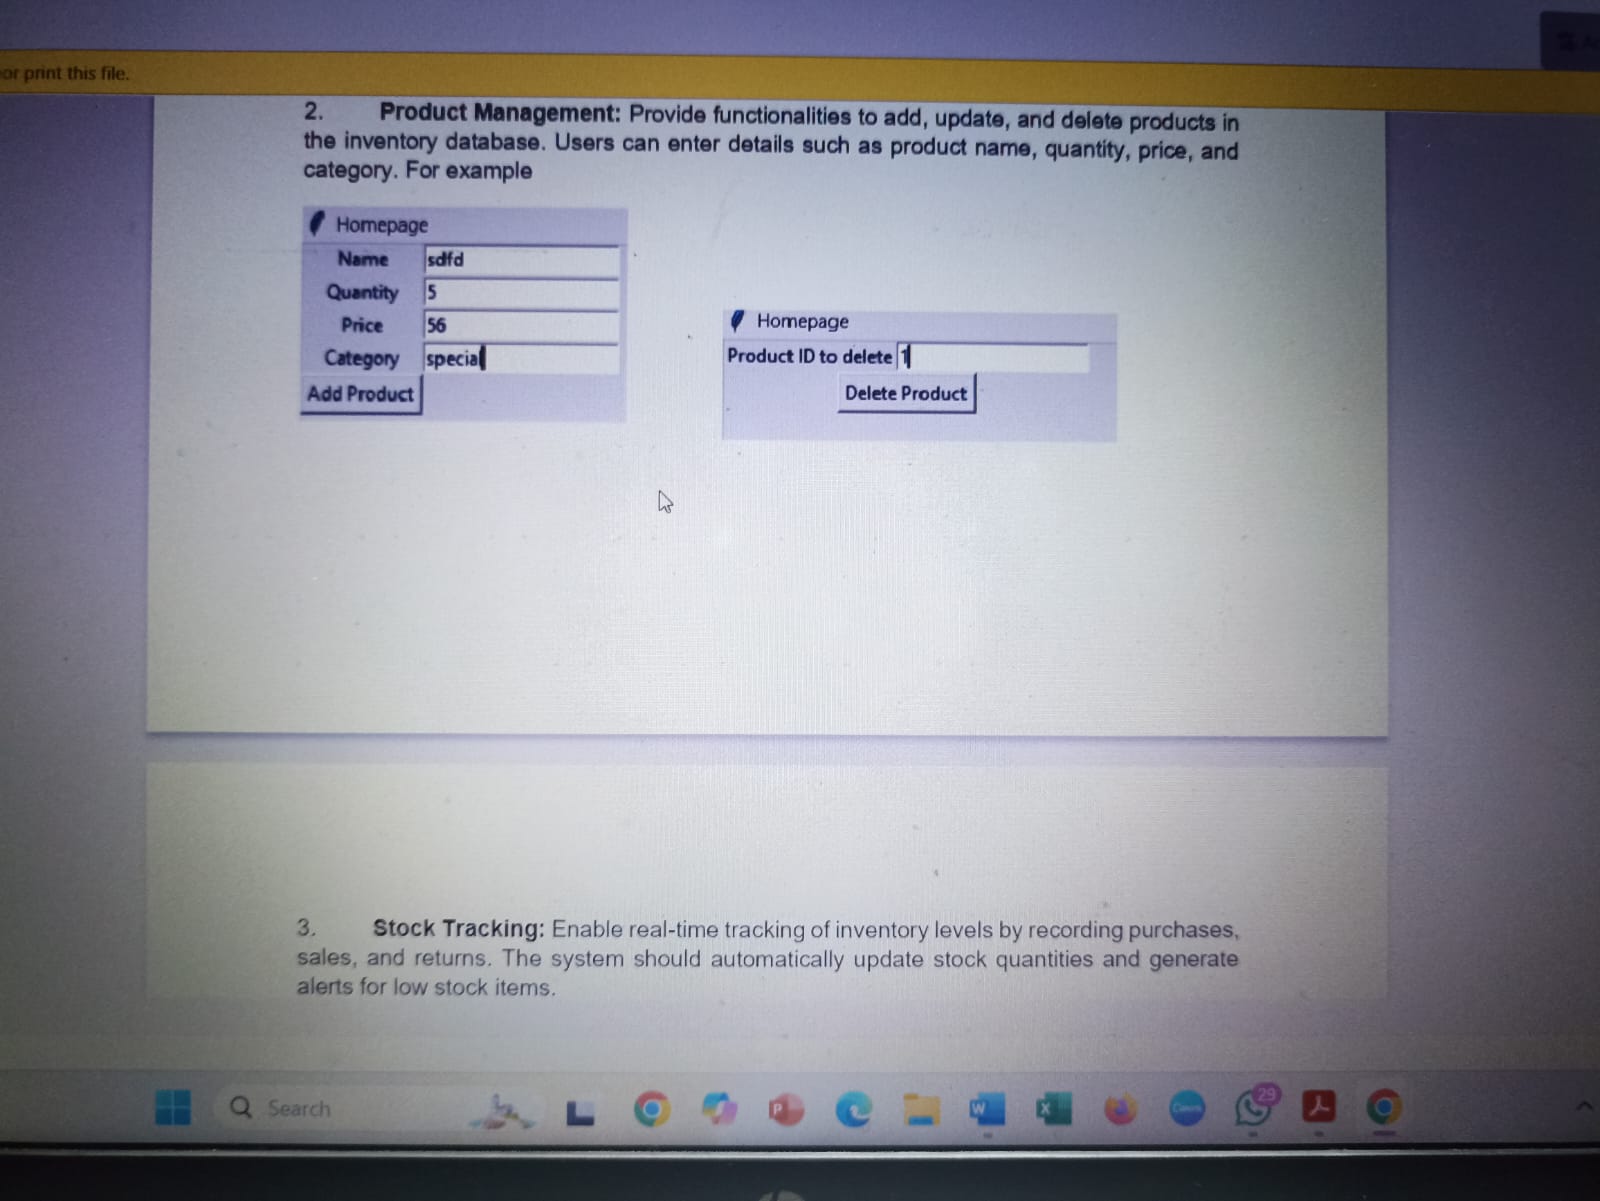 or print this file.
2. Product Management: Provide functionalities to add, update, and delete products in
the inventory database. Users can enter details such as product name, quantity, price, and
category. For example
Homepage
Name sdfd
Quantity 5
Price 56
Category special
Add Product
Homepage
Product ID to delete 1
Delete Product
3. Stock Tracking: Enable real-time tracking of inventory levels by recording purchases,
sales, and returns. The system should automatically update stock quantities and generate
alerts for low stock items.
Search
29